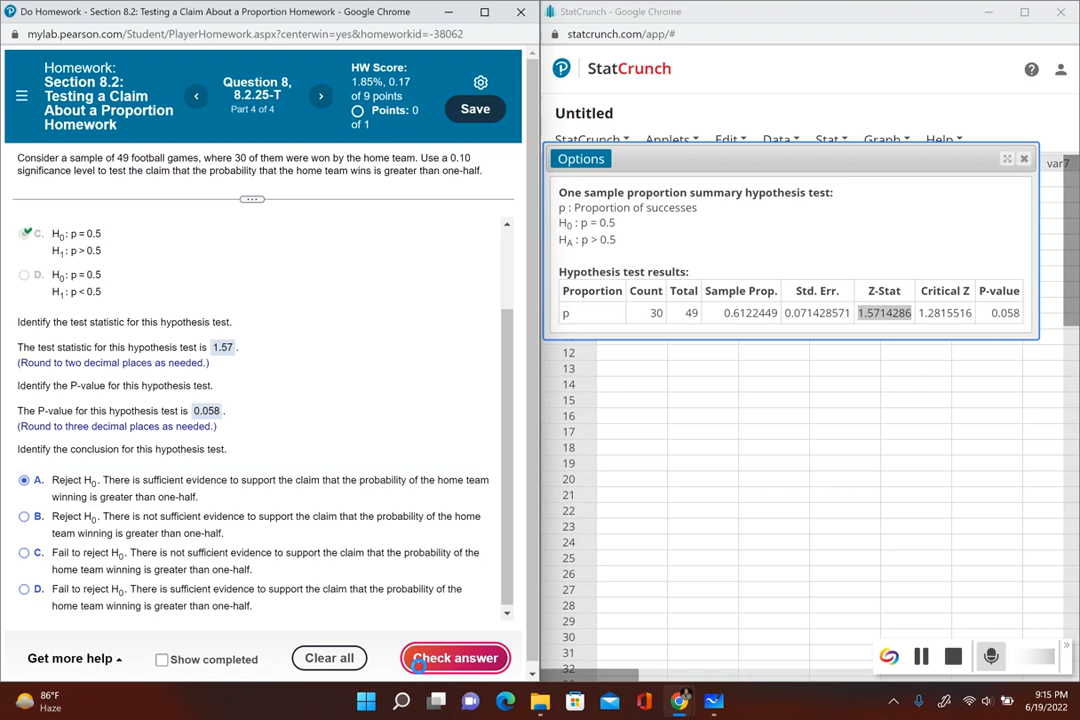 Do Homework - Section 8.2: Testing a Claim About a Proportion Homework - Google Chrome
mylab.pearson.com/Student/PlayerHomework.aspx?centerwin=yes&homeworkid=-38062
Homework:
Section 8.2:
Testing a Claim
About a Proportion
Homework
Question 8,
8.2.25-T
Part 4 of 4
HW Score:
1.85%, 0.17
of 9 points
Points: 0
of 1
Save
Consider a sample of 49 football games, where 30 of them were won by the home team. Use a 0.10
significance level to test the claim that the probability that the home team wins is greater than one-half.
C. H0: p = 0.5
H1: p > 0.5
D. H0: p = 0.5
H1: p < 0.5
Identify the test statistic for this hypothesis test.
The test statistic for this hypothesis test is 1.57.
(Round to two decimal places as needed.)
Identify the P-value for this hypothesis test.
The P-value for this hypothesis test is 0.058.
(Round to three decimal places as needed.)
Identify the conclusion for this hypothesis test.
A. Reject H0. There is sufficient evidence to support the claim that the probability of the home team
winning is greater than one-half.
B. Reject H0. There is not sufficient evidence to support the claim that the probability of the home
team winning is greater than one-half.
C. Fail to reject H0. There is not sufficient evidence to support the claim that the probability of the
home team winning is greater than one-half.
D. Fail to reject H0. There is sufficient evidence to support the claim that the probability of the
home team winning is greater than one-half.
Get more help
Show completed
Clear all
Check answer
StatCrunch - Google Chrome
statcrunch.com/app/#
StatCrunch
Untitled
StatCrunch Applets Edit Data Stat Graph Help
var7
Options
One sample proportion summary hypothesis test:
p : Proportion of successes
H0 : p = 0.5
HA : p > 0.5
Hypothesis test results:
Proportion Count Total Sample Prop. Std. Err. Z-Stat Critical Z P-value
p 30 49 0.6122449 0.071428571 1.5714286 1.2815516 0.058
12
13
14
15
16
17
18
19
20
21
22
23
24
25
26
27
28
29
30
31
32
86°F
Haze
9:15 PM
6/19/2022